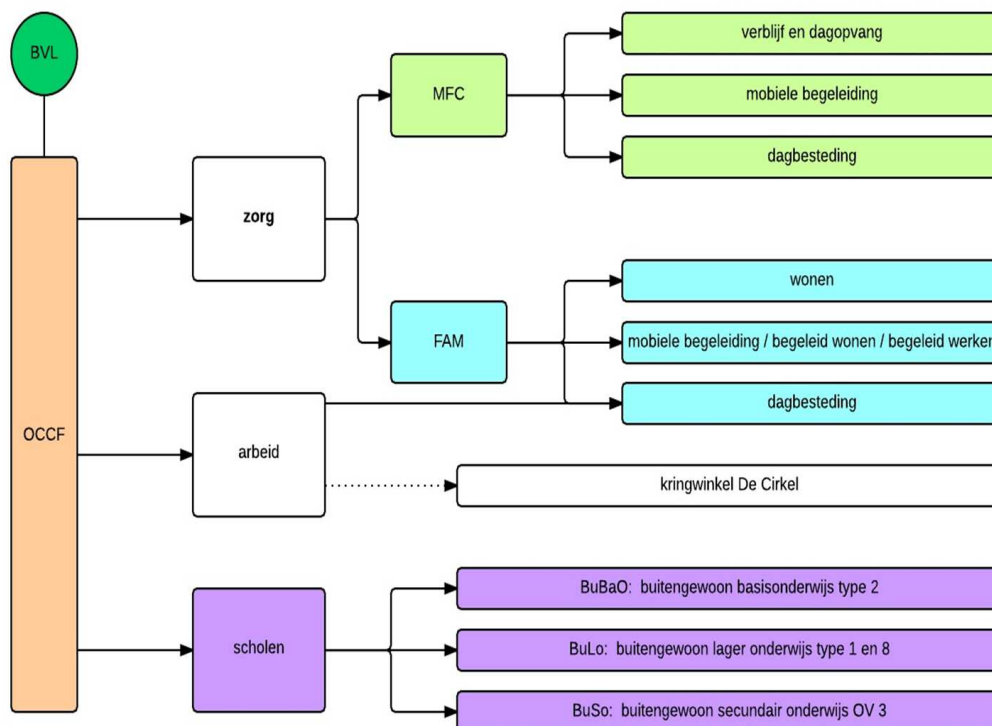 BVL
OCCF
zorg
MFC
verblijf en dagopvang
mobiele begeleiding
dagbesteding
FAM
wonen
mobiele begeleiding / begeleid wonen / begeleid werken
dagbesteding
arbeid
kringwinkel De Cirkel
scholen
BuBaO: buitengewoon basisonderwijs type 2
BuLo: buitengewoon lager onderwijs type 1 en 8
BuSo: buitengewoon secundair onderwijs OV 3